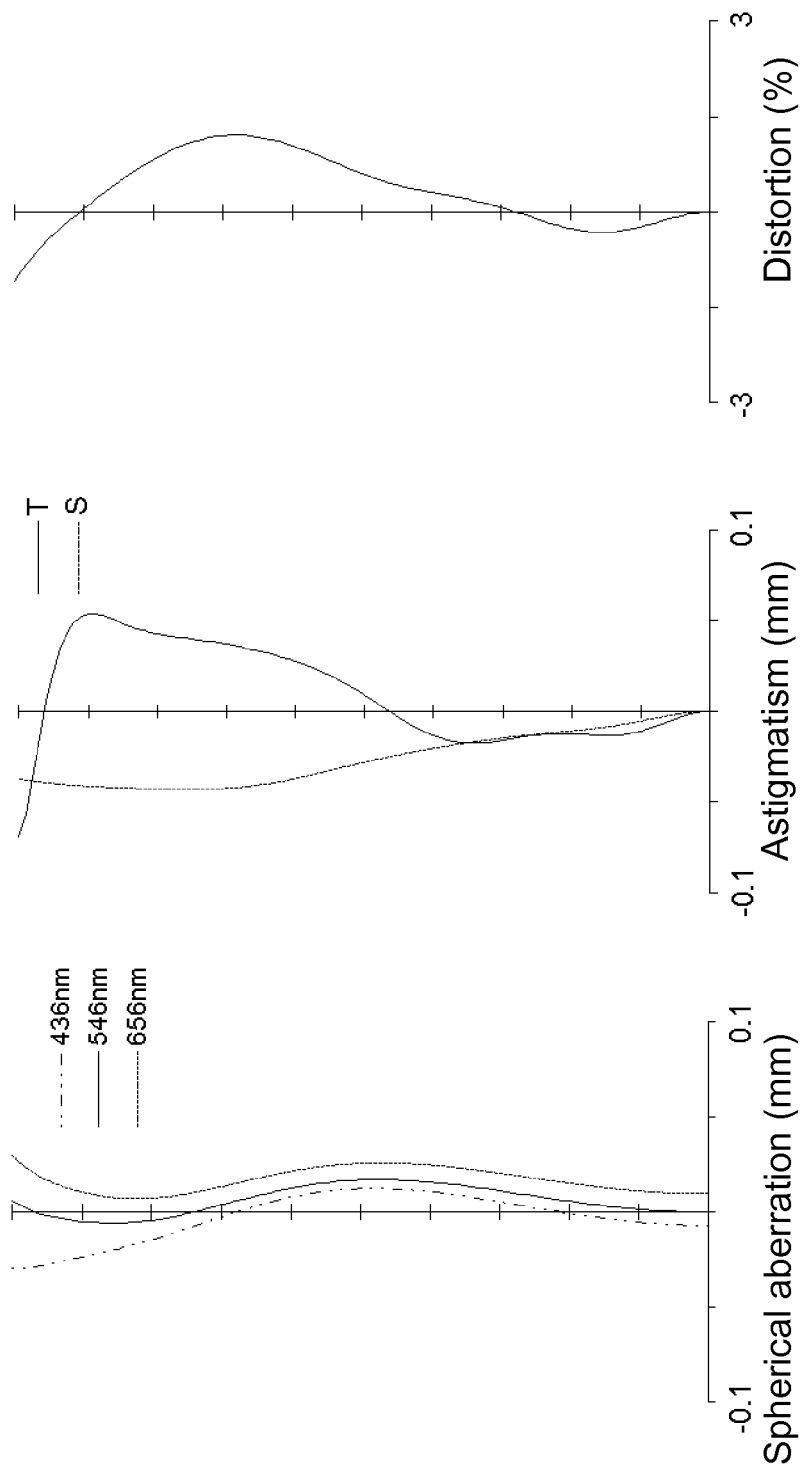 436nm
546nm
656nm
-0.1
0.1
Spherical aberration (mm)
T
S
-0.1
0.1
Astigmatism (mm)
-3
3
Distortion (%)